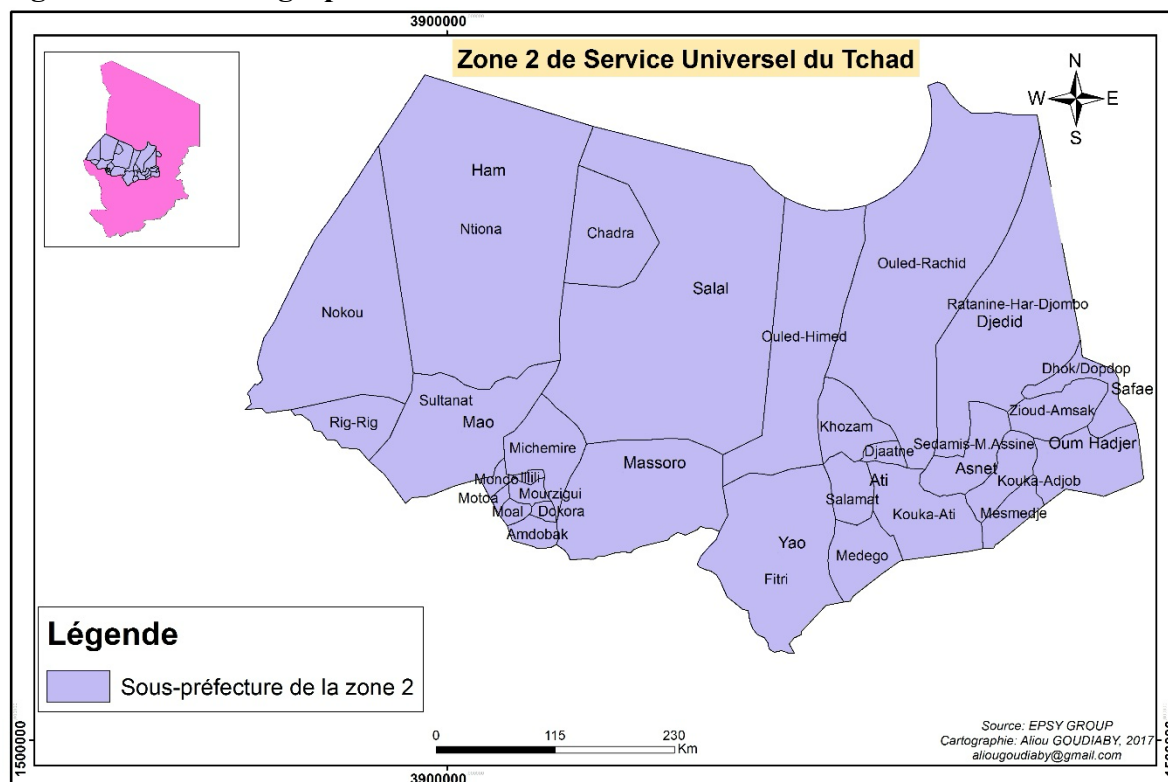 3900000
Zone 2 de Service Universel du Tchad
N
W E
S
Ham
Ntiona
Chadra
Salal
Ouled-Rachid
Nokou
Ratanine-Har-Djombo
Djedid
Ouled-Himed
Dhok/Dopdop
Safae
Sultanat
Mao
Rig-Rig
Zioud-Amsak
Khozam
Michemire
Sedamis-M.Assine
Oum Hadjer
Djaatne
Massoro
Asnet
Mondo
Ati
Kouka-Adjob
Motoa
Mourzigui
Salamat
Moal
Dokora
Kouka-Ati
Mesmedje
Amdobak
Yao
Medego
Fitri
Légende
Sous-préfecture de la zone 2
0 115 230
Km
Source: EPSY GROUP
Cartographie: Aliou GOUDIABY, 2017
aliougoudiaby@gmail.com
1500000
3900000